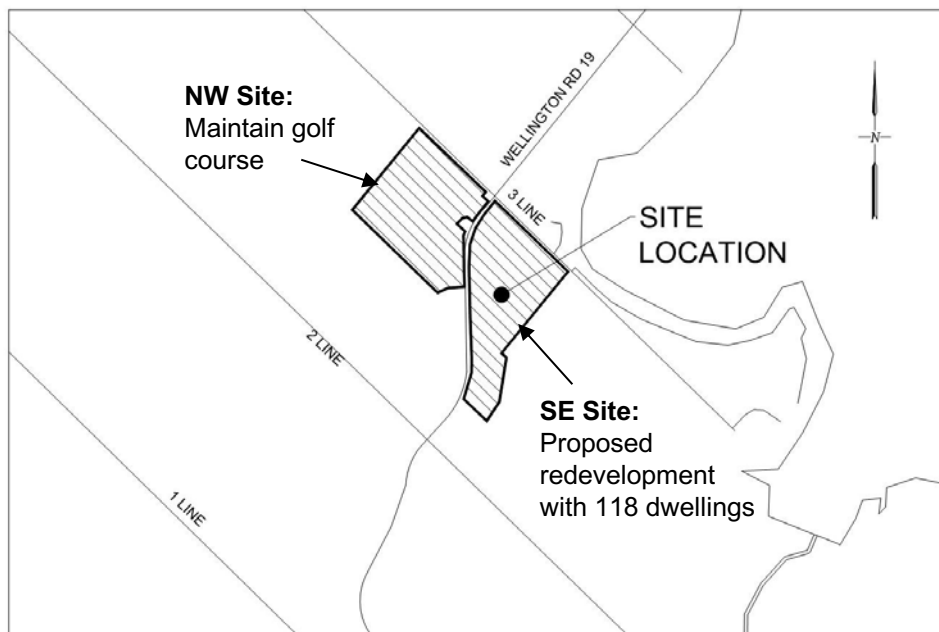 NW Site:
Maintain golf
course
WELLINGTON RD 19
N
3 LINE
SITE
LOCATION
2 LINE
SE Site:
Proposed
redevelopment
with 118 dwellings
1 LINE